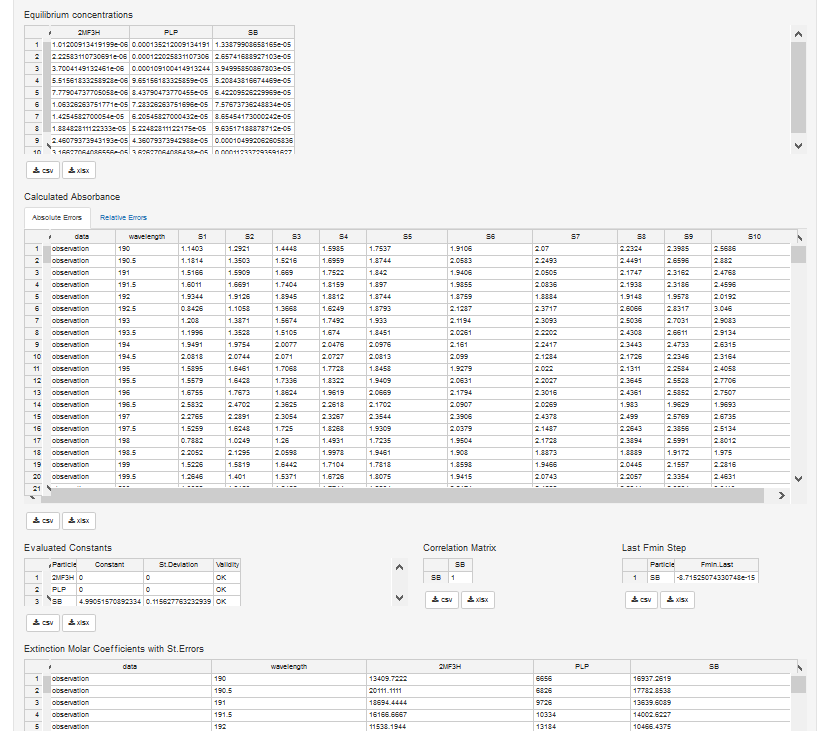 Equilibrium concentrations
2MF3H PLP SB
1 1.01200913419199e-06 0.000135212009134191 1.33879908658165e-05
2 2.22583110730691e-06 0.000122025831107306 2.65741688927103e-05
3 3.7004149132461e-06 0.000109100414913244 3.94995850867803e-05
4 5.51561833258928e-06 9.65156183325859e-05 5.20843816674469e-05
5 7.77904737705058e-06 8.43790473770455e-05 6.42209526229969e-05
6 1.06326263751771e-05 7.28326263751696e-05 7.57673736248834e-05
7 1.4254582700054e-05 6.20545827000432e-05 8.65454173000242e-05
8 1.88482811122333e-05 5.22482811122175e-05 9.63517188878712e-05
9 2.46079373943193e-05 4.36079373942988e-05 0.000104992062605836
10 3.16627064086556e-05 3.62627064086438e-05 0.000112337293591627
csv xlsx
Calculated Absorbance
Absolute Errors Relative Errors
data wavelength S1 S2 S3 S4 S5 S6 S7 S8 S9 S10
1 observation 190 1.1403 1.2921 1.4448 1.5985 1.7537 1.9106 2.07 2.2324 2.3985 2.5686
2 observation 190.5 1.1814 1.3503 1.5216 1.6959 1.8744 2.0583 2.2493 2.4491 2.6596 2.882
3 observation 191 1.5166 1.5909 1.669 1.7522 1.842 1.9406 2.0505 2.1747 2.3162 2.4768
4 observation 191.5 1.6011 1.6691 1.7404 1.8159 1.897 1.9855 2.0836 2.1938 2.3186 2.4596
5 observation 192 1.9344 1.9126 1.8945 1.8812 1.8744 1.8759 1.8884 1.9148 1.9578 2.0192
6 observation 192.5 0.8426 1.1058 1.3668 1.6249 1.8793 2.1287 2.3717 2.6066 2.8317 3.046
7 observation 193 1.208 1.3871 1.5674 1.7492 1.933 2.1194 2.3093 2.5036 2.7031 2.9083
8 observation 193.5 1.1996 1.3528 1.5105 1.674 1.8451 2.0261 2.2202 2.4308 2.6611 2.9134
9 observation 194 1.9491 1.9754 2.0077 2.0476 2.0976 2.161 2.2417 2.3443 2.4733 2.6315
10 observation 194.5 2.0818 2.0744 2.071 2.0727 2.0813 2.099 2.1284 2.1726 2.2346 2.3164
11 observation 195 1.5895 1.6461 1.7068 1.7728 1.8458 1.9279 2.022 2.1311 2.2584 2.4058
12 observation 195.5 1.5579 1.6428 1.7336 1.8322 1.9409 2.0631 2.2027 2.3645 2.5528 2.7706
13 observation 196 1.6755 1.7673 1.8624 1.9619 2.0669 2.1794 2.3016 2.4361 2.5852 2.7507
14 observation 196.5 2.5832 2.4702 2.3625 2.2618 2.1702 2.0907 2.0269 1.983 1.9629 1.9693
15 observation 197 2.2765 2.2891 2.3054 2.3267 2.3544 2.3906 2.4378 2.499 2.5769 2.6735
16 observation 197.5 1.5259 1.6248 1.725 1.8268 1.9309 2.0379 2.1487 2.2643 2.3856 2.5134
17 observation 198 0.7882 1.0249 1.26 1.4931 1.7235 1.9504 2.1728 2.3894 2.5991 2.8012
18 observation 198.5 2.2052 2.1295 2.0598 1.9978 1.9461 1.908 1.8873 1.8889 1.9172 1.975
19 observation 199 1.5226 1.5819 1.6442 1.7104 1.7818 1.8598 1.9466 2.0445 2.1557 2.2816
20 observation 199.5 1.2646 1.401 1.5371 1.6726 1.8075 1.9415 2.0743 2.2057 2.3354 2.4631
21
csv xlsx
Evaluated Constants
Particle Constant St.Deviation Validity
1 2MF3H 0 0 OK
2 PLP 0 0 OK
3 SB 4.99051570892334 0.115627763232939 OK
csv xlsx
Correlation Matrix
SB
SB 1
csv xlsx
Last Fmin Step
Particle Fmin.Last
1 SB -8.71525074330748e-15
csv xlsx
Extinction Molar Coefficients with St.Errors
data wavelength 2MF3H PLP SB
1 observation 190 13409.7222 6656 16937.2619
2 observation 190.5 20111.1111 6826 17782.8538
3 observation 191 18694.4444 9726 13639.6089
4 observation 191.5 16166.6667 10334 14002.6227
5 observation 192 11538.1944 13184 10466.4375